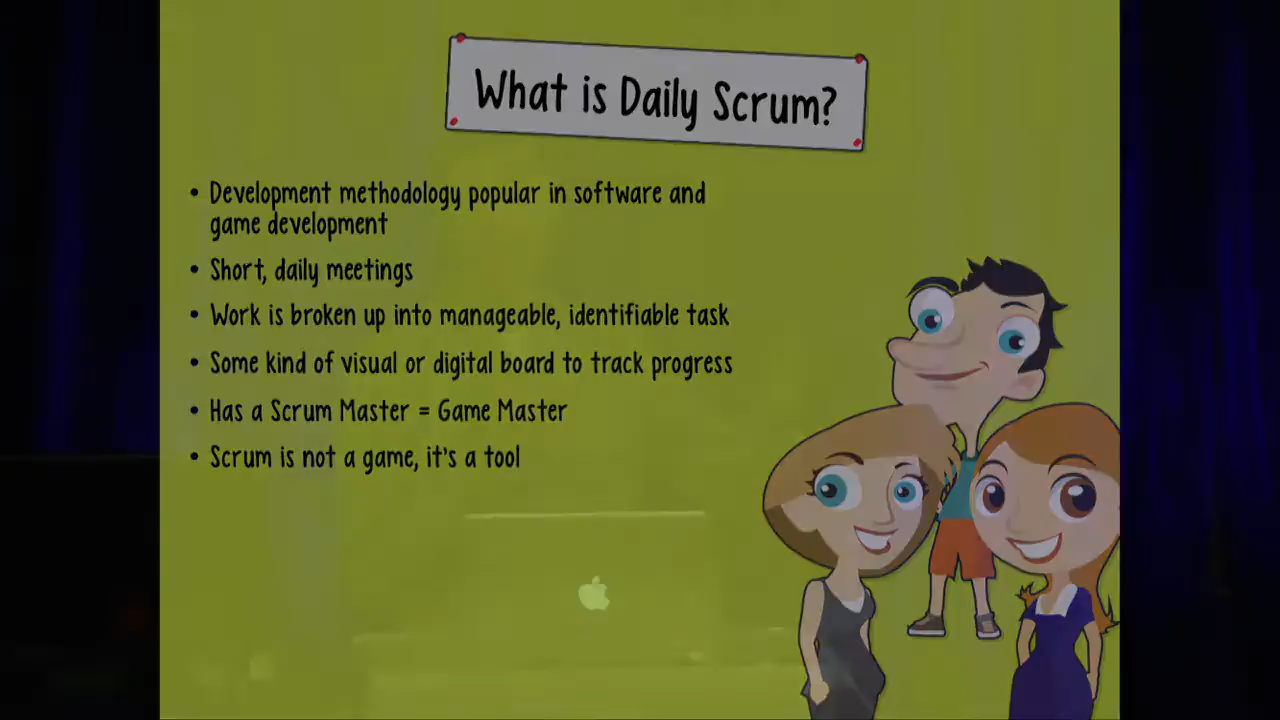 What is Daily Scrum?
• Development methodology popular in software and
game development
• Short, daily meetings
• Work is broken up into manageable, identifiable task
• Some kind of visual or digital board to track progress
• Has a Scrum Master = Game Master
• Scrum is not a game, it's a tool